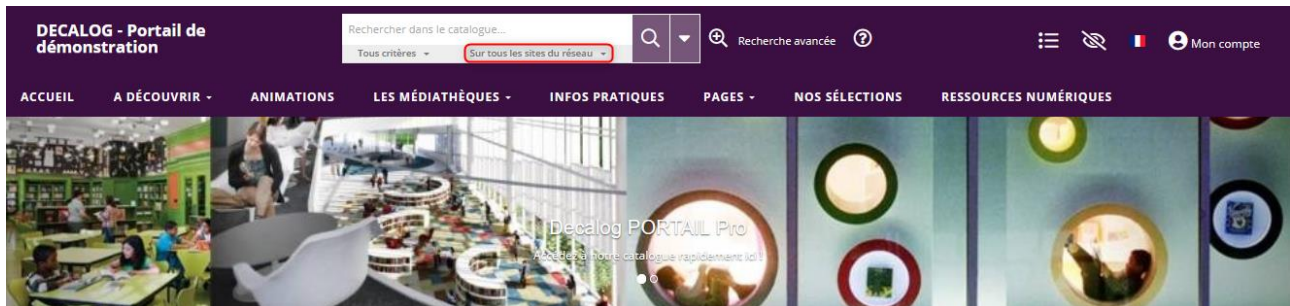 DECALOG - Portail de
démonstration
Rechercher dans le catalogue...
Tous critères
Sur tous les sites du réseau
Recherche avancée
Mon compte
ACCUEIL
A DÉCOUVRIR
ANIMATIONS
LES MÉDIATHÈQUES
INFOS PRATIQUES
PAGES
NOS SÉLECTIONS
RESSOURCES NUMÉRIQUES
Decalog PORTAIL Pro
Accédez à notre catalogue rapidement ici !